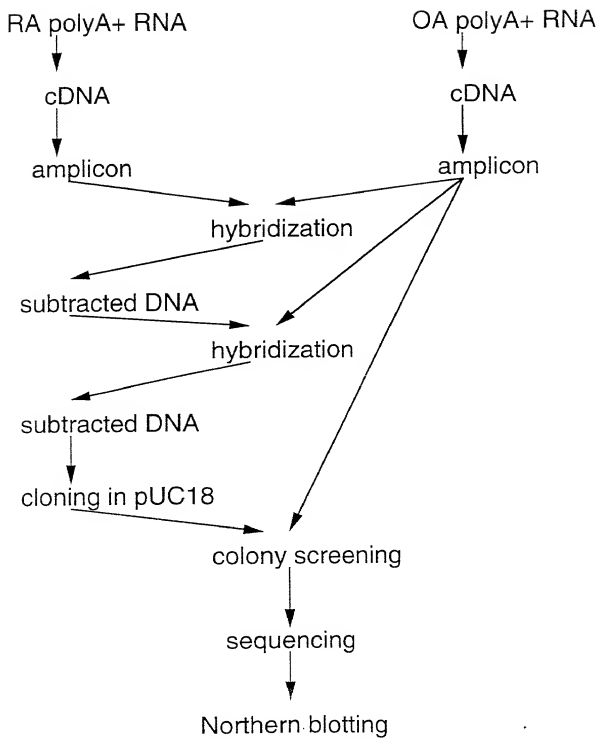 RA polyA+ RNA
OA polyA+ RNA
cDNA
cDNA
amplicon
amplicon
hybridization
subtracted DNA
hybridization
subtracted DNA
cloning in pUC18
colony screening
sequencing
Northern blotting